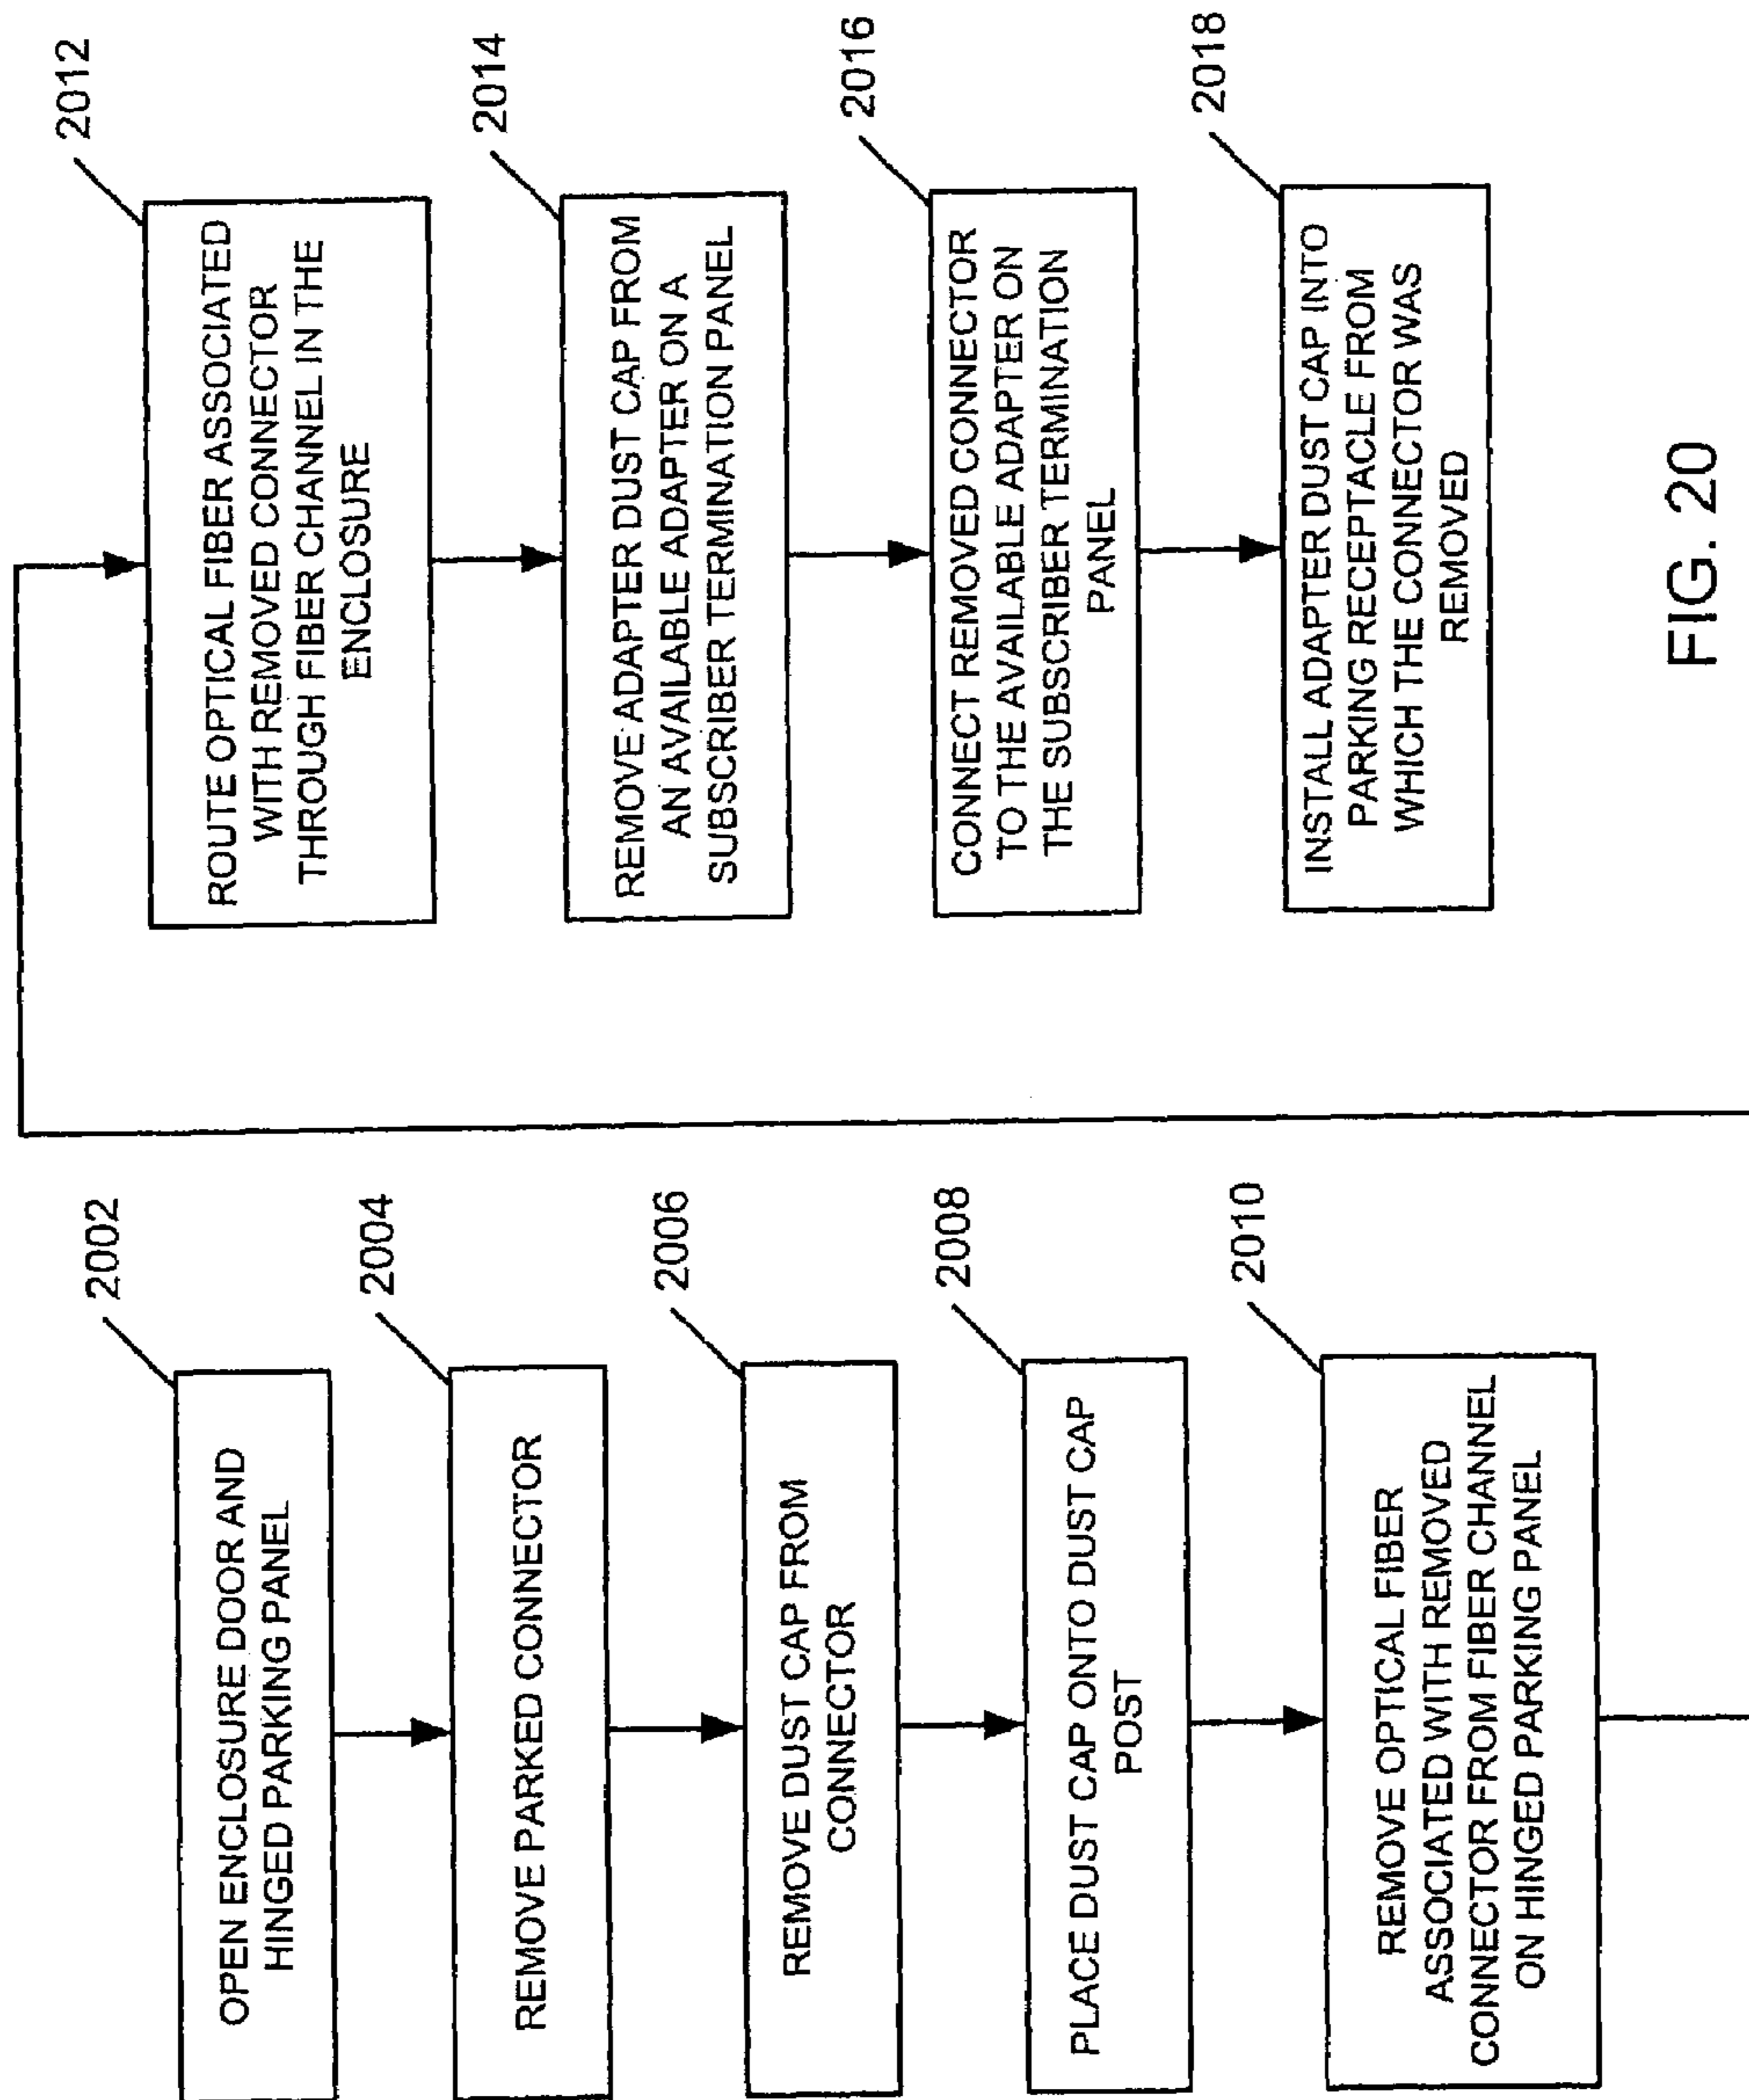 2002
OPEN ENCLOSURE DOOR AND
HINGED PARKING PANEL
2004
REMOVE PARKED CONNECTOR
2006
REMOVE DUST CAP FROM
CONNECTOR
2008
PLACE DUST CAP ONTO DUST CAP
POST
2010
REMOVE OPTICAL FIBER
ASSOCIATED WITH REMOVED
CONNECTOR FROM FIBER CHANNEL
ON HINGED PARKING PANEL
2012
ROUTE OPTICAL FIBER ASSOCIATED
WITH REMOVED CONNECTOR
THROUGH FIBER CHANNEL IN THE
ENCLOSURE
2014
REMOVE ADAPTER DUST CAP FROM
AN AVAILABLE ADAPTER ON A
SUBSCRIBER TERMINATION PANEL
2016
CONNECT REMOVED CONNECTOR
TO THE AVAILABLE ADAPTER ON
THE SUBSCRIBER TERMINATION
PANEL
2018
INSTALL ADAPTER DUST CAP INTO
PARKING RECEPTACLE FROM
WHICH THE CONNECTOR WAS
REMOVED
FIG. 20